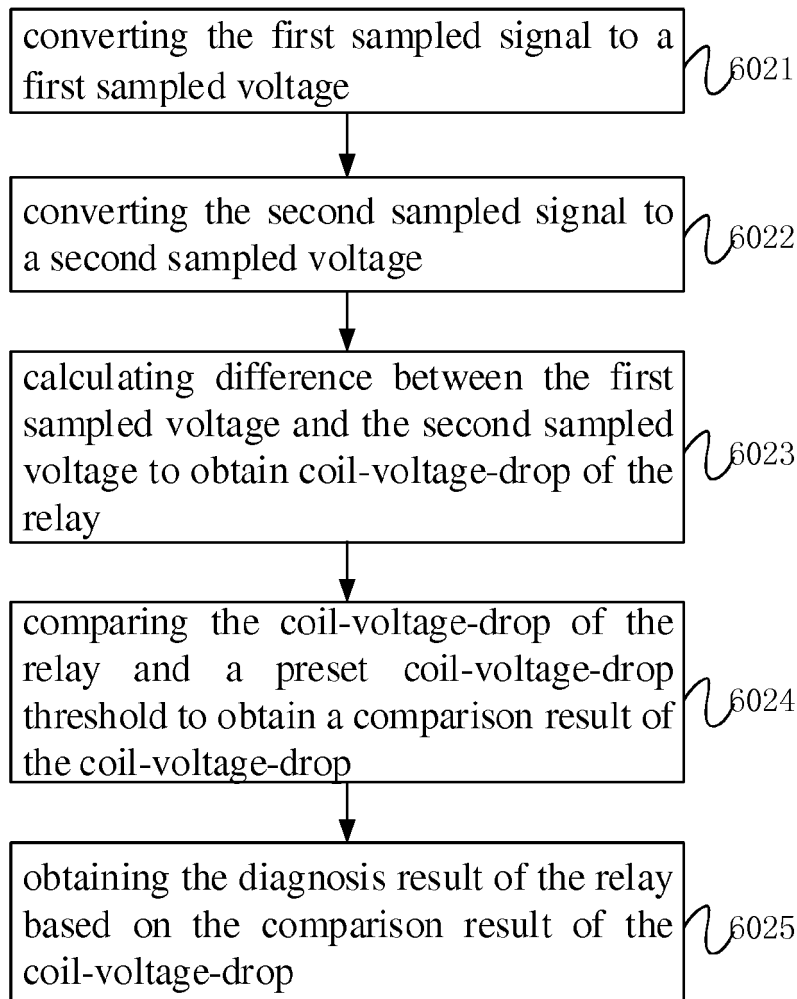 converting the first sampled signal to a
first sampled voltage
6021
converting the second sampled signal to
a second sampled voltage
6022
calculating difference between the first
sampled voltage and the second sampled
voltage to obtain coil-voltage-drop of the
relay
6023
comparing the coil-voltage-drop of the
relay and a preset coil-voltage-drop
threshold to obtain a comparison result of
the coil-voltage-drop
6024
obtaining the diagnosis result of the relay
based on the comparison result of the
coil-voltage-drop
6025